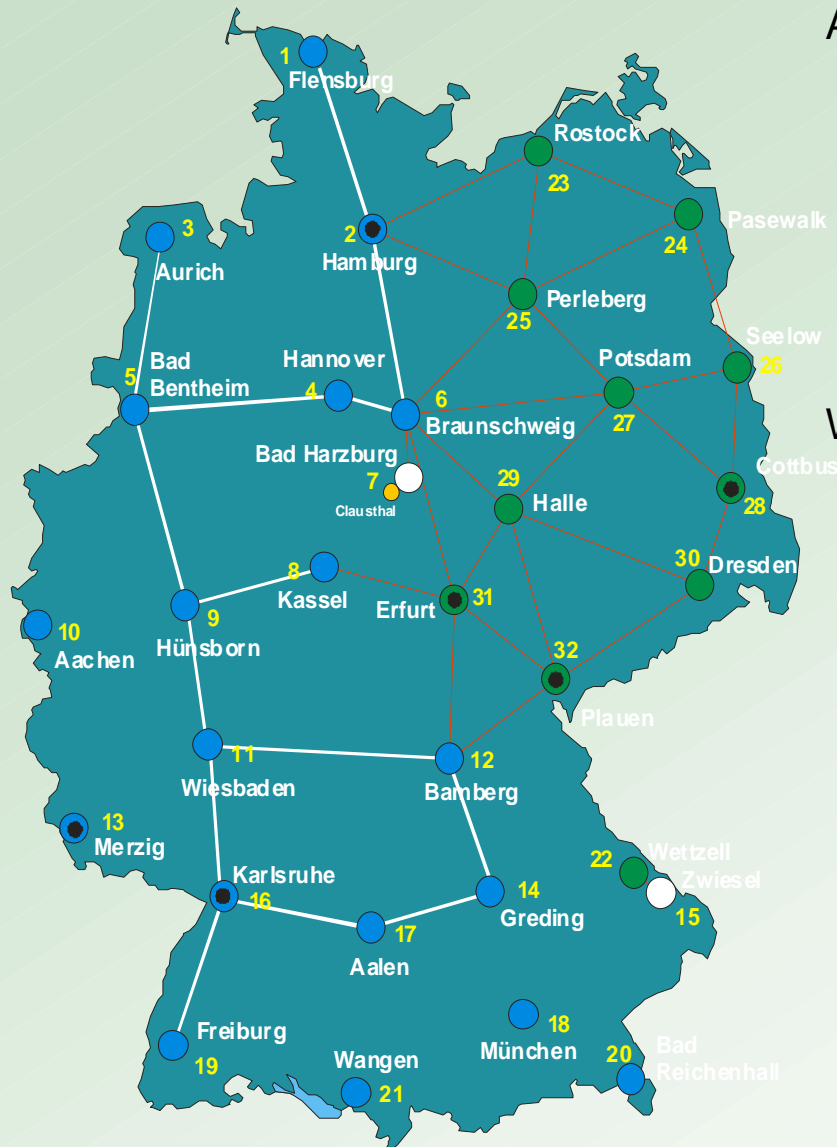 A
1
Flensburg
Rostock
23
3
Aurich
2
Hamburg
Pasewalk
24
Perleberg
25
Hannover
Bad
Bentheim
5
4
6
Braunschweig
Potsdam
27
Seelow
26
W
Bad Harzburg
7
Clausthal
29
Halle
Cottbus
28
30
Dresden
8
Kassel
Erfurt
31
9
Hünsborn
10
Aachen
32
Plauen
11
Wiesbaden
12
Bamberg
13
Merzig
22
Wettzell
Zwiesel
15
Karlsruhe
16
14
Greding
17
Aalen
Freiburg
19
18
München
Wangen
21
20
Bad
Reichenhall